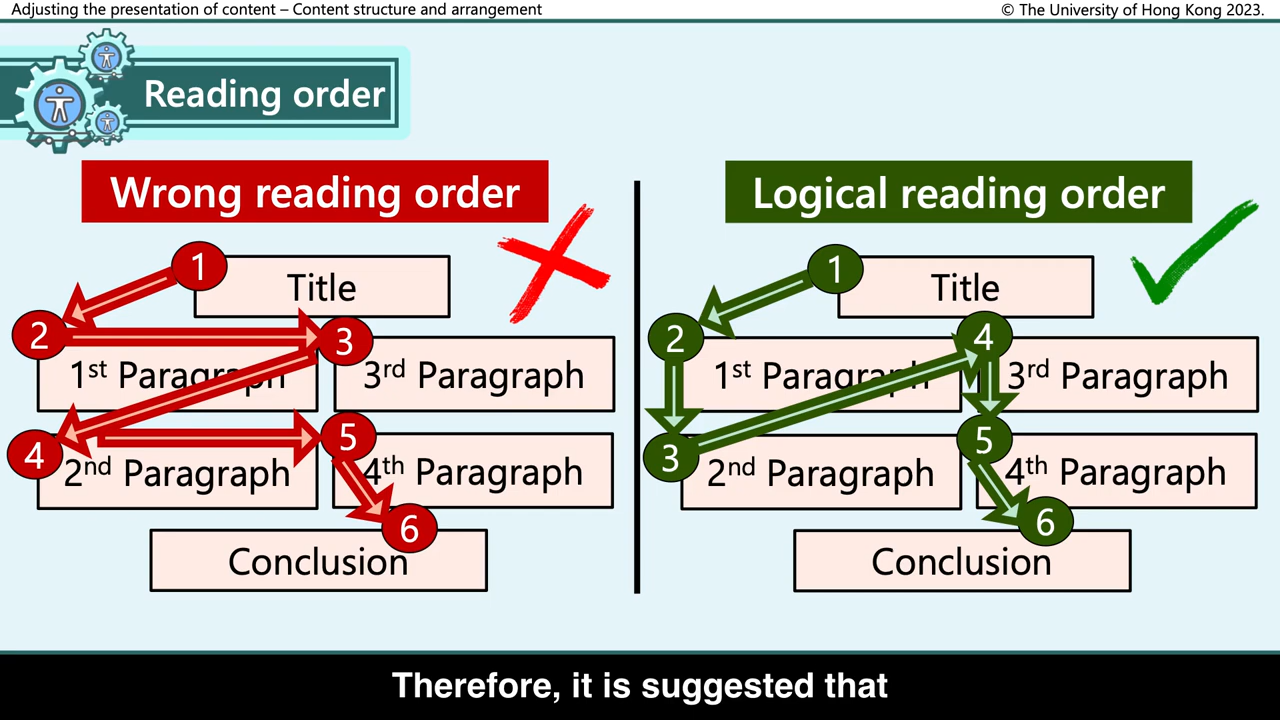 Adjusting the presentation of content – Content structure and arrangement
© The University of Hong Kong 2023.
Reading order
Wrong reading order
1
Title
2
3
1st Paragraph
3rd Paragraph
4
5
2nd Paragraph
4th Paragraph
6
Conclusion
Logical reading order
1
Title
2
1st Paragraph
3
2nd Paragraph
4
3rd Paragraph
5
4th Paragraph
6
Conclusion
Therefore, it is suggested that